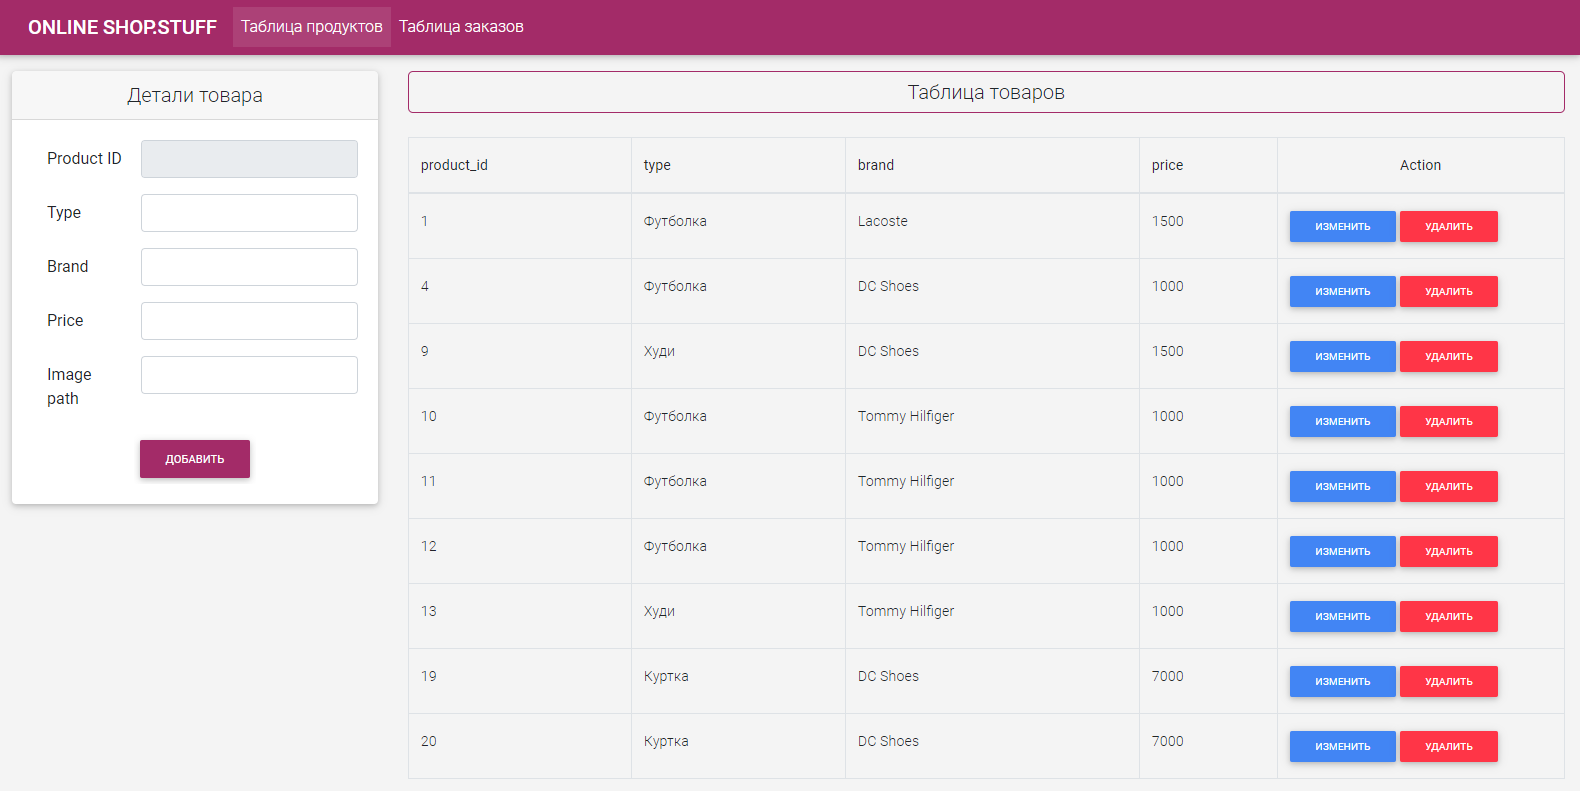 ONLINE SHOP.STUFF Таблица продуктов Таблица заказов
Детали товара
Product ID
Type
Brand
Price
Image
path
ДОБАВИТЬ
Таблица товаров
product_id type brand price Action
1 Футболка Lacoste 1500 ИЗМЕНИТЬ УДАЛИТЬ
4 Футболка DC Shoes 1000 ИЗМЕНИТЬ УДАЛИТЬ
9 Худи DC Shoes 1500 ИЗМЕНИТЬ УДАЛИТЬ
10 Футболка Tommy Hilfiger 1000 ИЗМЕНИТЬ УДАЛИТЬ
11 Футболка Tommy Hilfiger 1000 ИЗМЕНИТЬ УДАЛИТЬ
12 Футболка Tommy Hilfiger 1000 ИЗМЕНИТЬ УДАЛИТЬ
13 Худи Tommy Hilfiger 1000 ИЗМЕНИТЬ УДАЛИТЬ
19 Куртка DC Shoes 7000 ИЗМЕНИТЬ УДАЛИТЬ
20 Куртка DC Shoes 7000 ИЗМЕНИТЬ УДАЛИТЬ